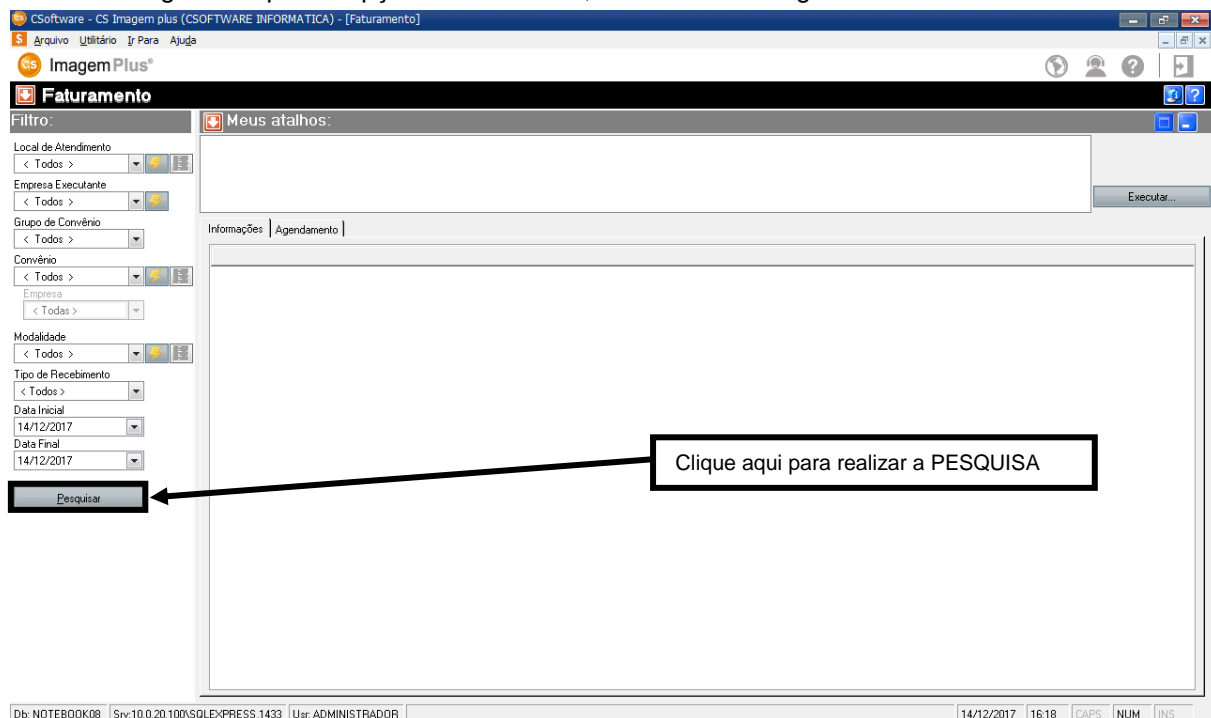 CSoftware - CS Imagem plus (CSOFTWARE INFORMATICA) - [Faturamento]
Arquivo Utilitário Ir Para Ajuda
CS ImagemPlus®
Faturamento
Filtro:
Meus atalhos:
Local de Atendimento
< Todos >
Empresa Executante
< Todos >
Executar...
Grupo de Convênio
< Todos >
Informações Agendamento
Convênio
< Todos >
Empresa
< Todas >
Modalidade
< Todos >
Tipo de Recebimento
< Todos >
Data Inicial
14/12/2017
Data Final
14/12/2017
Clique aqui para realizar a PESQUISA
Pesquisar
Db: NOTEBOOK08 Srv:10.0.20.100\SQLEXPRESS,1433 Usr: ADMINISTRADOR 14/12/2017 16:18 CAPS NUM INS